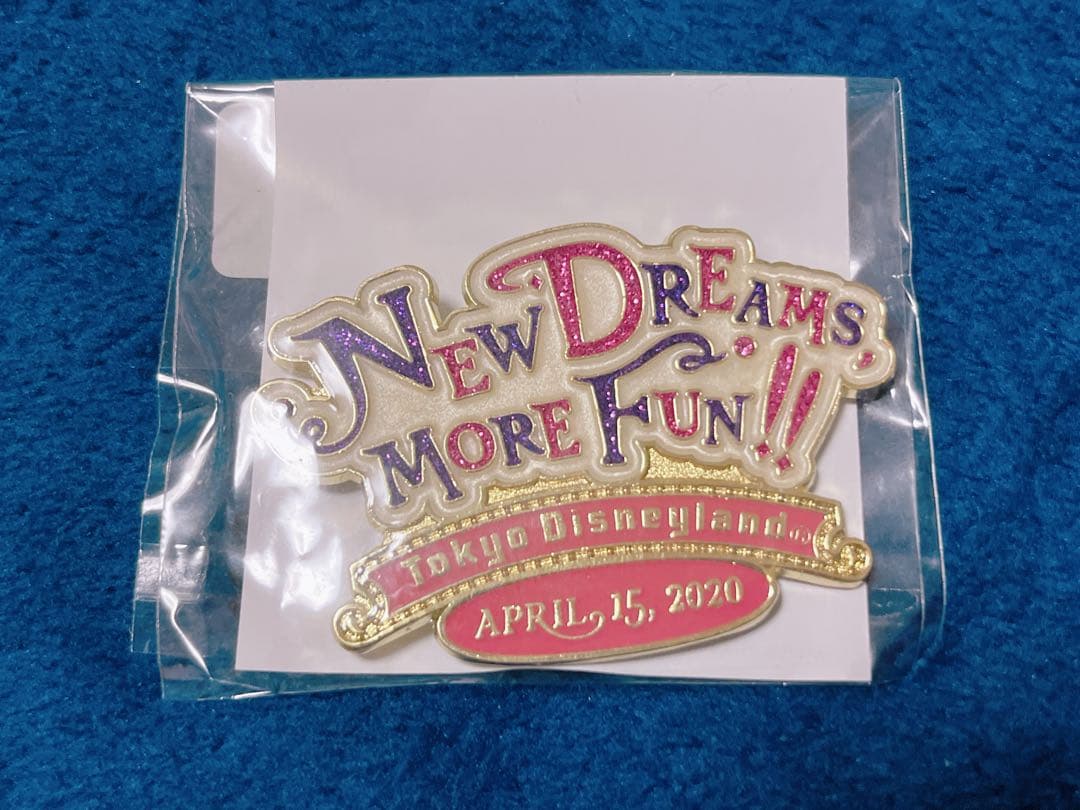 New Dreams,
More Fun!!
Tokyo Disneyland®
April 15, 2020